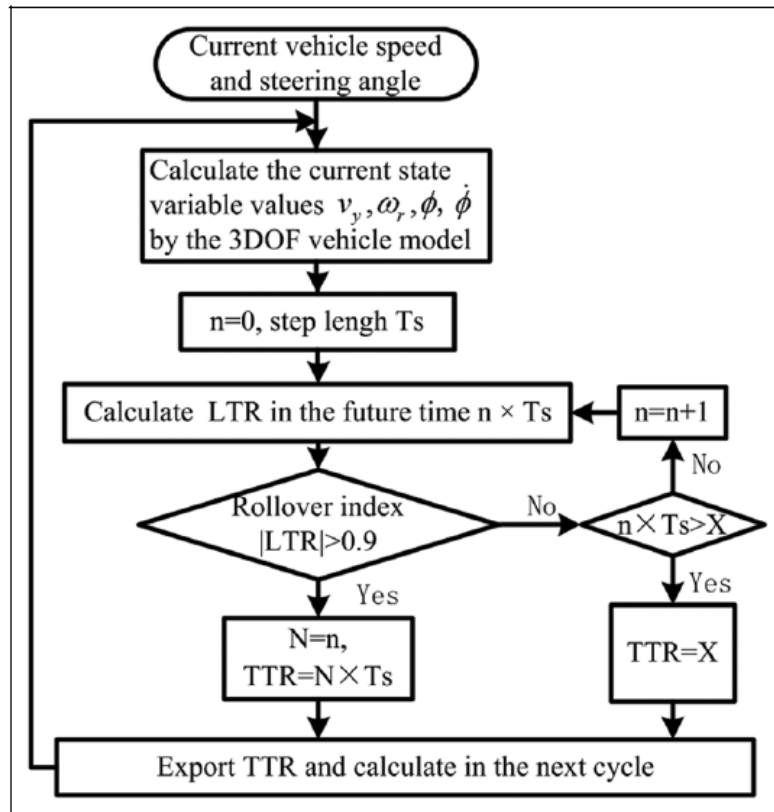 Current vehicle speed
and steering angle
Calculate the current state
variable values v_y, ω_r, ϕ, ϕ̇
by the 3DOF vehicle model
n=0, step lengh Ts
Calculate LTR in the future time n × Ts
n=n+1
No
Rollover index
|LTR|>0.9
No
n×Ts>X
Yes
Yes
N=n,
TTR=N×Ts
TTR=X
Export TTR and calculate in the next cycle